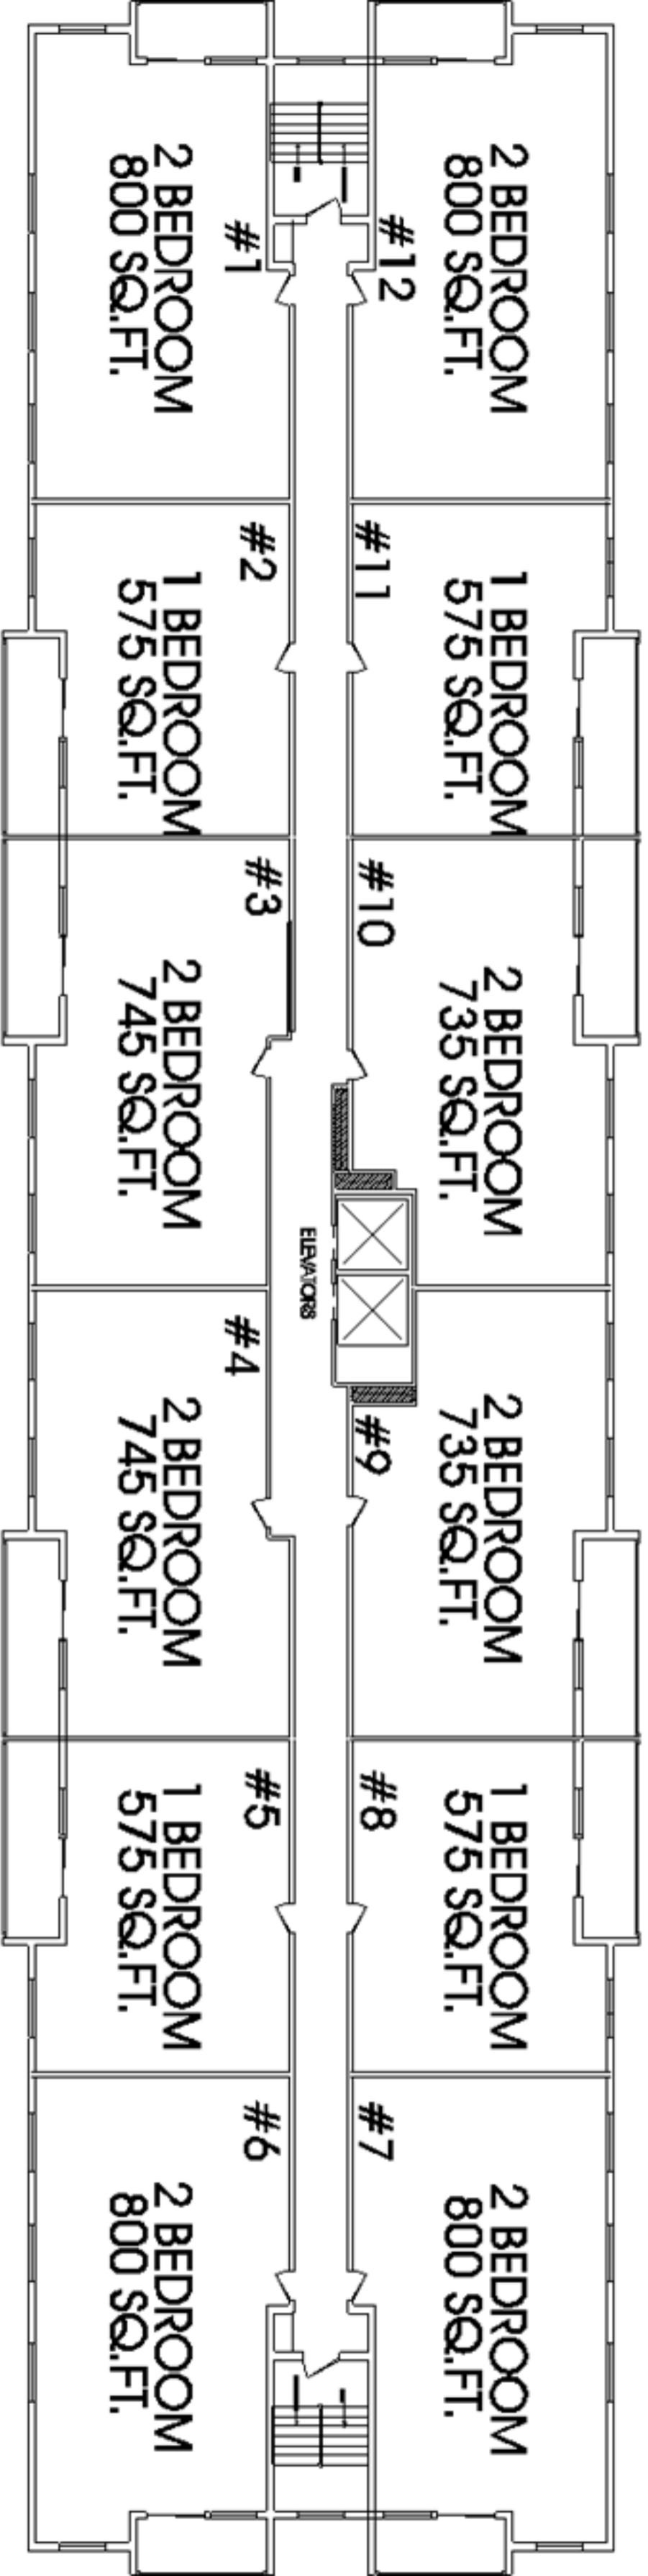 #12
2 BEDROOM
800 SQ.FT.
#11
1 BEDROOM
575 SQ.FT.
#10
2 BEDROOM
735 SQ.FT.
#9
2 BEDROOM
735 SQ.FT.
#8
1 BEDROOM
575 SQ.FT.
#7
2 BEDROOM
800 SQ.FT.
ELEVATORS
#1
2 BEDROOM
800 SQ.FT.
#2
1 BEDROOM
575 SQ.FT.
#3
2 BEDROOM
745 SQ.FT.
#4
2 BEDROOM
745 SQ.FT.
#5
1 BEDROOM
575 SQ.FT.
#6
2 BEDROOM
800 SQ.FT.